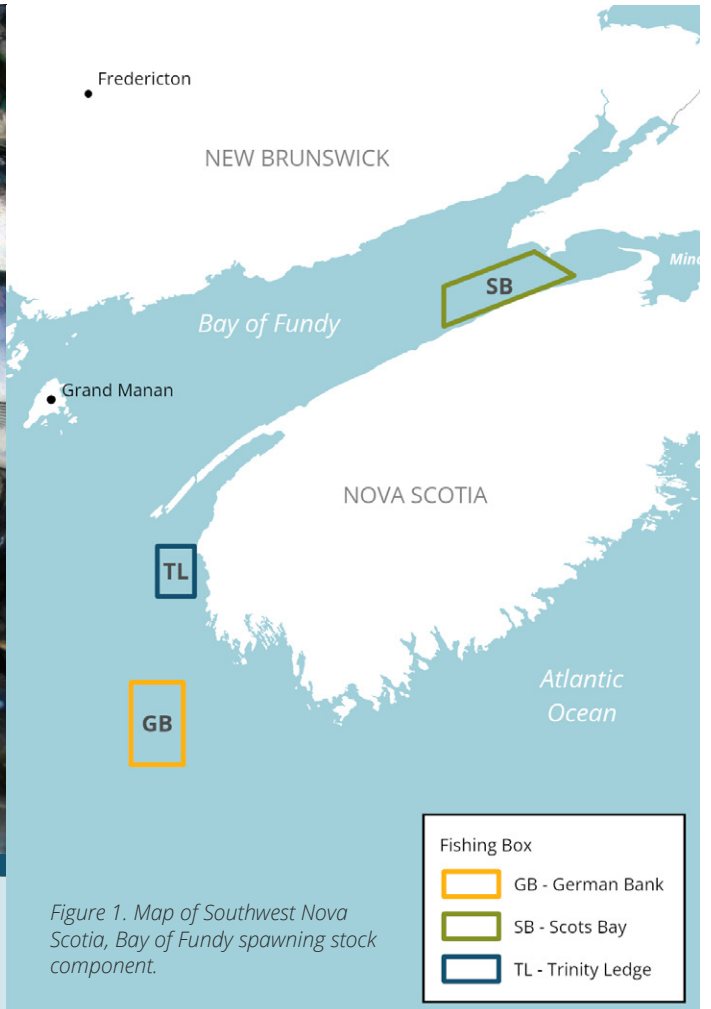 Fredericton
NEW BRUNSWICK
SB
Bay of Fundy
Grand Manan
NOVA SCOTIA
TL
GB
Atlantic
Ocean
Fishing Box
GB - German Bank
SB - Scots Bay
TL - Trinity Ledge
Figure 1. Map of Southwest Nova
Scotia, Bay of Fundy spawning stock
component.